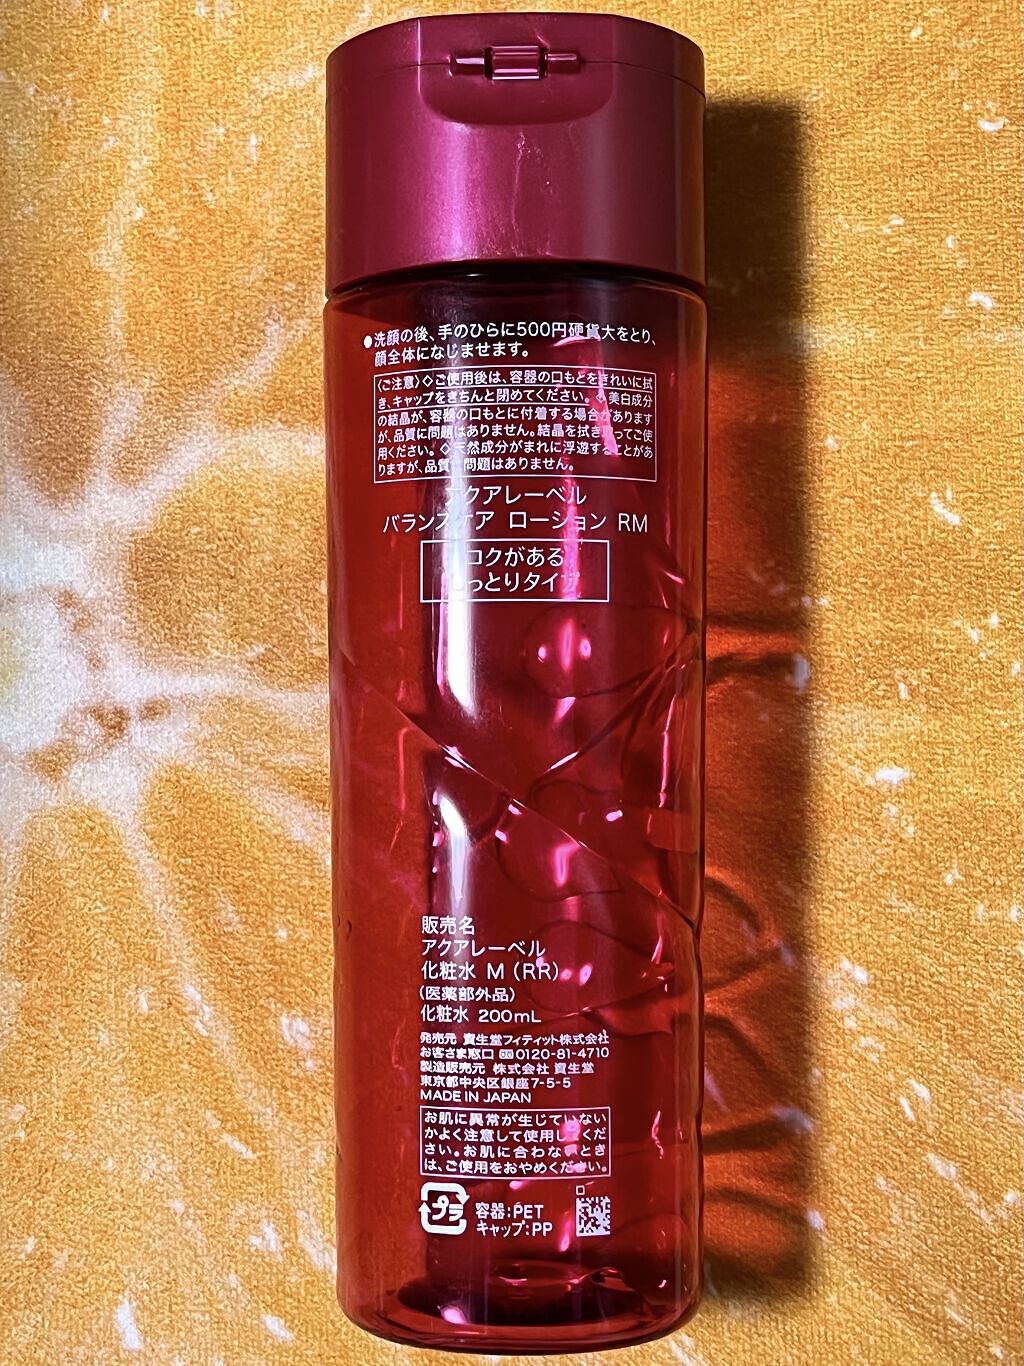 ●洗顔の後、手のひらに500円硬貨大をとり、
顔全体になじませます。
〈ご注意〉◇ご使用後は、容器の口もとをきれいに拭
き、キャップをきちんと閉めてください。◇美白成分
の結晶が、容器の口もとに付着する場合があります
が、品質に問題はありません。結晶を拭きとってご使
用ください。◇天然成分がまれに浮遊することがあ
りますが、品質に問題はありません。
アクアレーベル
バランスケア ローション RM
コクがある
しっとりタイプ
販売名
アクアレーベル
化粧水 M (RR)
(医薬部外品)
化粧水 200mL
発売元 資生堂フィティット株式会社
お客さま窓口 0120-81-4710
製造販売元 株式会社 資生堂
東京都中央区銀座7-5-5
MADE IN JAPAN
お肌に異常が生じていない
かよく注意して使用してくだ
さい。お肌に合わないとき
は、ご使用をおやめください。
プラ
容器:PET
キャップ:PP